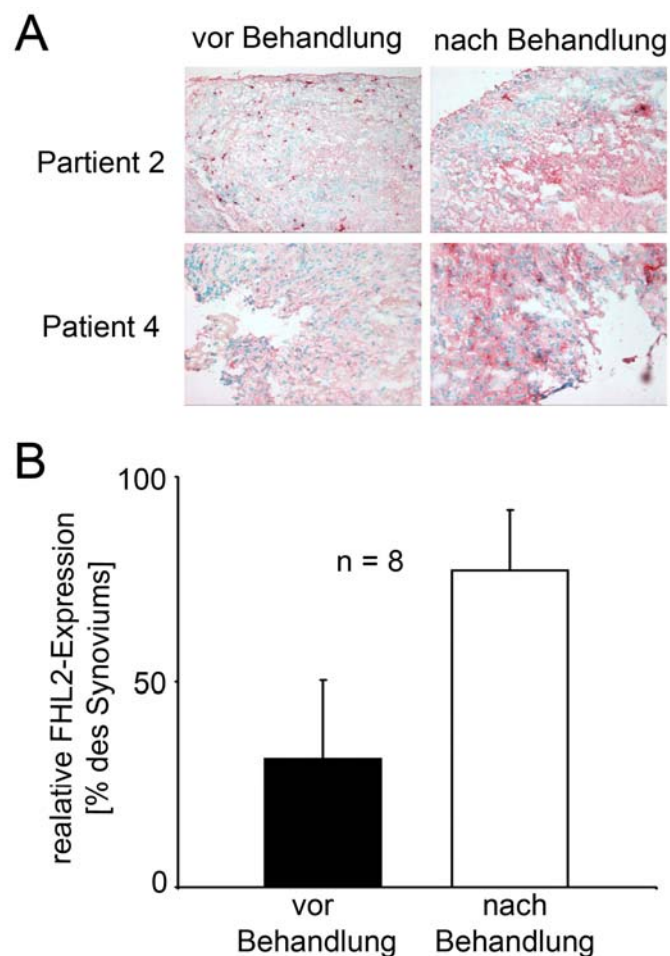 A
vor Behandlung
nach Behandlung
Partient 2
Patient 4
B
realative FHL2-Expression
[% des Synoviums]
100
50
0
n = 8
vor
Behandlung
nach
Behandlung